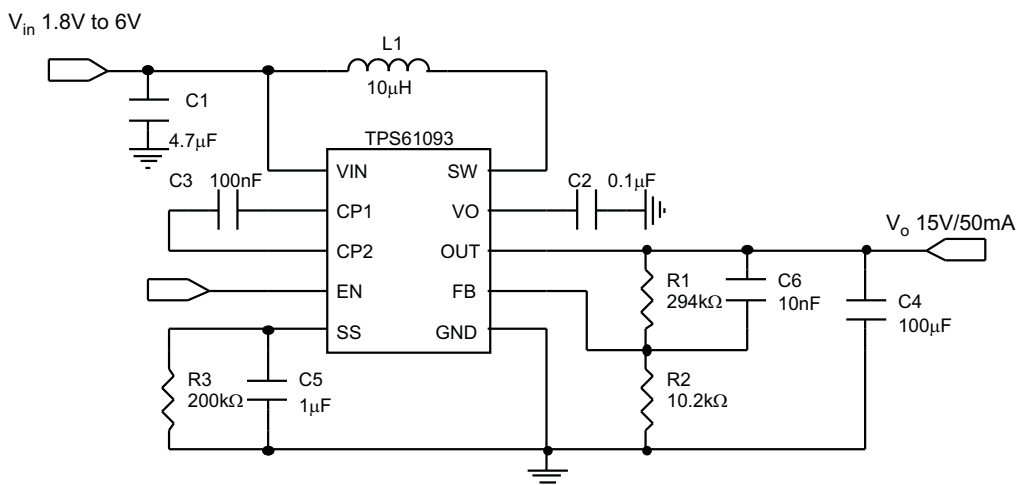 Vin 1.8V to 6V
L1
10μH
C1
4.7μF
TPS61093
C3 100nF
VIN
SW
C2 0.1μF
CP1
VO
Vo 15V/50mA
CP2
OUT
R1
294kΩ
C6
10nF
EN
FB
C4
100μF
SS
GND
R3
200kΩ
C5
1μF
R2
10.2kΩ